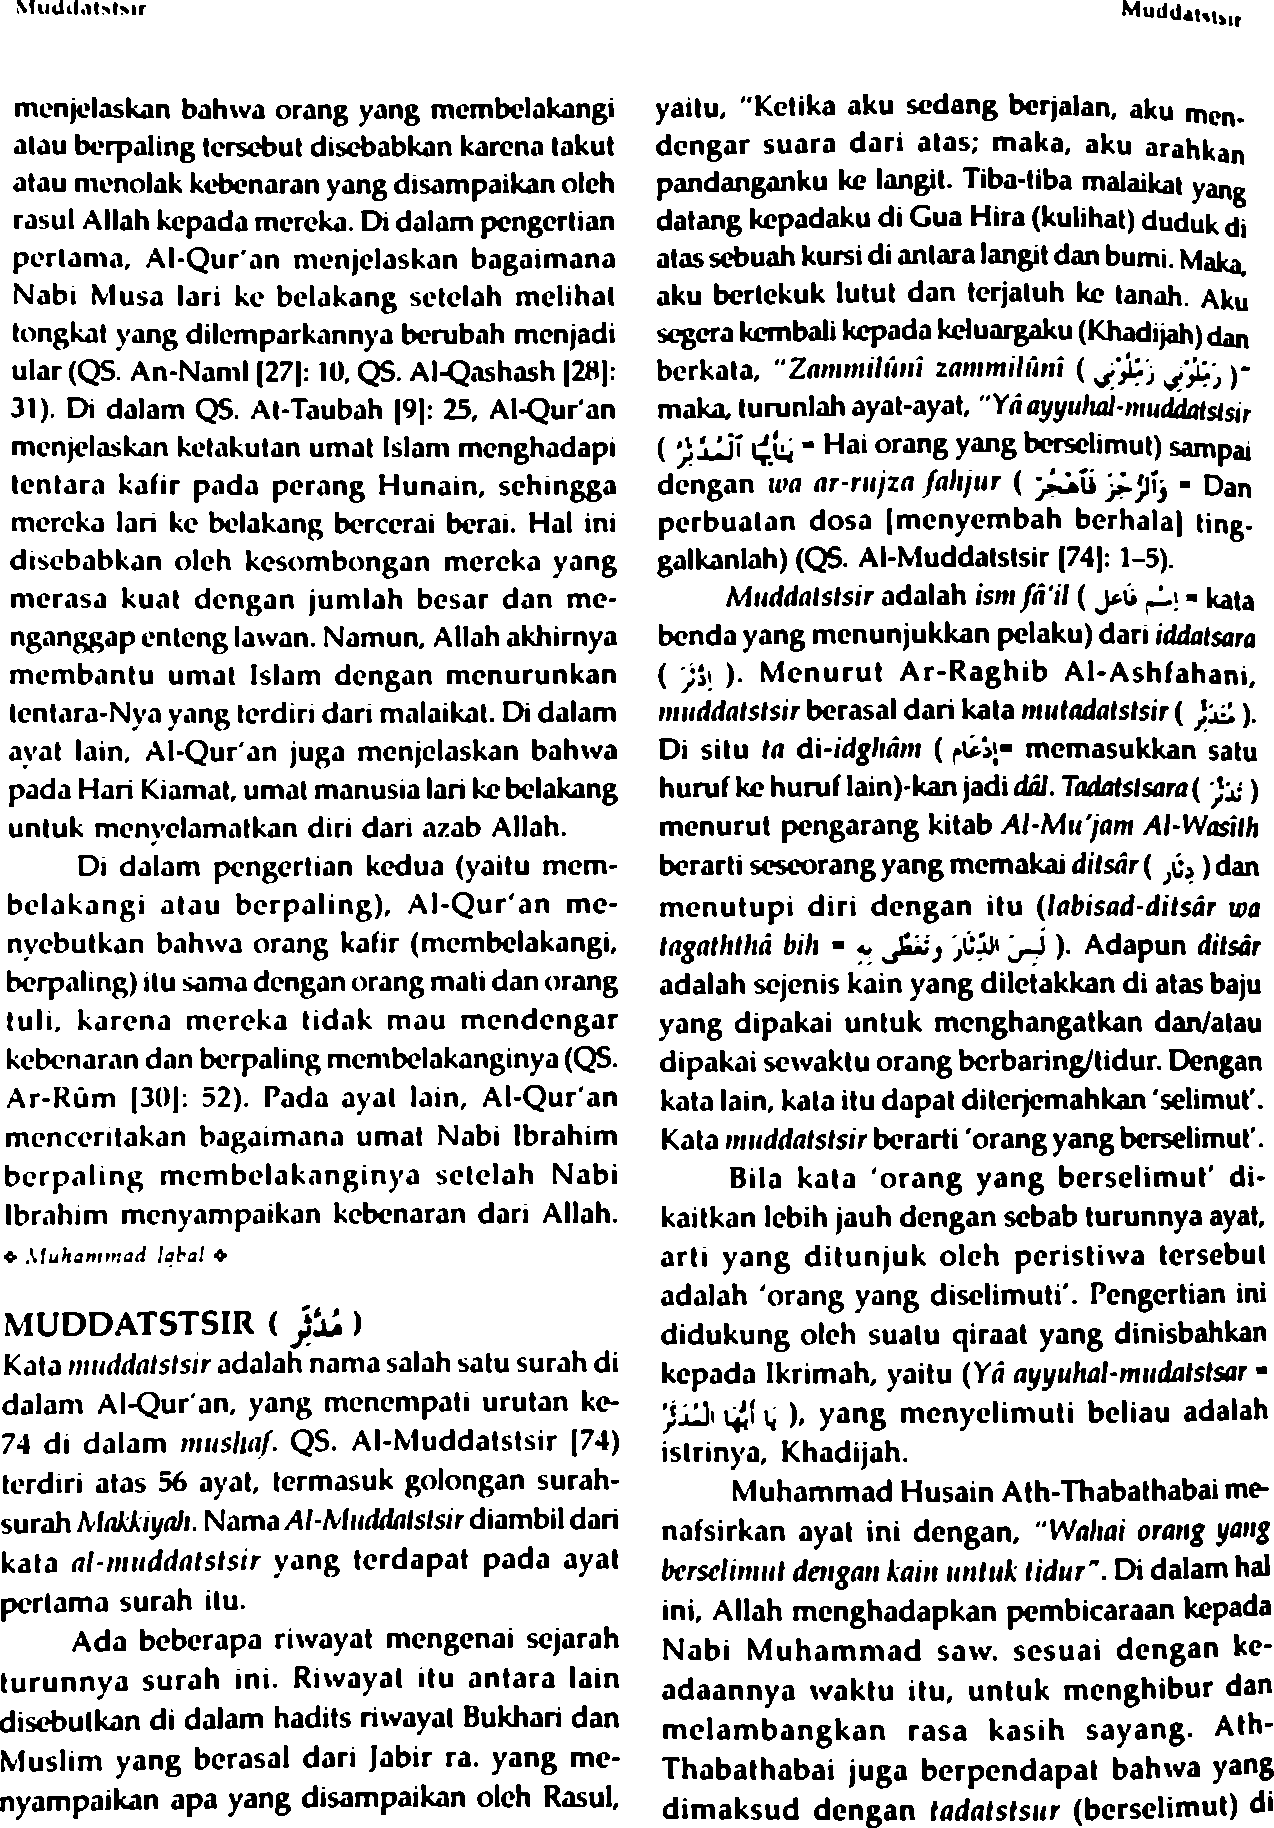 Muddatstsir
Muddatstsir
menjelaskan bahwa orang yang membelakangi
atau berpaling tersebut disebabkan karena takut
atau menolak kebenaran yang disampaikan oleh
rasul Allah kepada mereka. Di dalam pengertian
pertama, Al-Qur'an menjelaskan bagaimana
Nabi Musa lari ke belakang setelah melihat
tongkat yang dilemparkannya berubah menjadi
ular (QS. An-Naml [27]: 10, QS. Al-Qashash [28]:
31). Di dalam QS. At-Taubah [9]: 25, Al-Qur'an
menjelaskan ketakutan umat Islam menghadapi
tentara kafir pada perang Hunain, sehingga
mereka lari ke belakang bercerai berai. Hal ini
disebabkan oleh kesombongan mereka yang
merasa kuat dengan jumlah besar dan me-
nganggap enteng lawan. Namun, Allah akhirnya
membantu umat Islam dengan menurunkan
tentara-Nya yang terdiri dari malaikat. Di dalam
ayat lain, Al-Qur'an juga menjelaskan bahwa
pada Hari Kiamat, umat manusia lari ke belakang
untuk menyelamatkan diri dari azab Allah.
Di dalam pengertian kedua (yaitu mem-
belakangi atau berpaling), Al-Qur'an me-
nyebutkan bahwa orang kafir (membelakangi,
berpaling) itu sama dengan orang mati dan orang
tuli, karena mereka tidak mau mendengar
kebenaran dan berpaling membelakanginya (QS.
Ar-Rûm [30]: 52). Pada ayat lain, Al-Qur'an
menceritakan bagaimana umat Nabi Ibrahim
berpaling membelakanginya setelah Nabi
Ibrahim menyampaikan kebenaran dari Allah.
❖ Muhammad Iqbal ❖
MUDDATSTSIR ( مُدَّثِّر )
Kata muddatstsir adalah nama salah satu surah di
dalam Al-Qur'an, yang menempati urutan ke-
74 di dalam mushaf. QS. Al-Muddatstsir [74)
terdiri atas 56 ayat, termasuk golongan surah-
surah Makkiyah. Nama Al-Muddatstsir diambil dari
kata al-muddatstsir yang terdapat pada ayat
pertama surah itu.
Ada beberapa riwayat mengenai sejarah
turunnya surah ini. Riwayat itu antara lain
disebutkan di dalam hadits riwayat Bukhari dan
Muslim yang berasal dari Jabir ra. yang me-
nyampaikan apa yang disampaikan oleh Rasul,
yaitu, "Ketika aku sedang berjalan, aku men-
dengar suara dari atas; maka, aku arahkan
pandanganku ke langit. Tiba-tiba malaikat yang
datang kepadaku di Gua Hira (kulihat) duduk di
atas sebuah kursi di antara langit dan bumi. Maka,
aku bertekuk lutut dan terjatuh ke tanah. Aku
segera kembali kepada keluargaku (Khadijah) dan
berkata, "Zammilûnî zammilûnî ( زَمِّلُوْنِي زَمِّلُوْنِي )"
maka, turunlah ayat-ayat, "Yâ ayyuhal-muddatstsir
( يَاأَيُّهَا ٱلْمُدَّثِّرُ = Hai orang yang berselimut) sampai
dengan wa ar-rujza fahjur ( وَٱلرُّجْزَ فَٱهْجُرْ = Dan
perbuatan dosa [menyembah berhala] ting-
galkanlah) (QS. Al-Muddatstsir [74]: 1–5).
Muddatstsir adalah ism fâ'il ( إِسْم فَاعِل = kata
benda yang menunjukkan pelaku) dari iddatsara
( إِدَّثَرَ ). Menurut Ar-Raghib Al-Ashfahani,
muddatstsir berasal dari kata mutadatstsir ( مُتَدَثِّر ).
Di situ ta di-idghâm ( إِدْغَام= memasukkan satu
huruf ke huruf lain)-kan jadi dâl. Tadatstsara ( تَدَثَّرَ )
menurut pengarang kitab Al-Mu'jam Al-Wasîth
berarti seseorang yang memakai ditsâr ( دِثَار ) dan
menutupi diri dengan itu (labisad-ditsâr wa
tagaththâ bih = لَبِسَ الدِّثَارَ وَتَغَطَّى بِهِ ). Adapun ditsâr
adalah sejenis kain yang diletakkan di atas baju
yang dipakai untuk menghangatkan dan/atau
dipakai sewaktu orang berbaring/tidur. Dengan
kata lain, kata itu dapat diterjemahkan 'selimut'.
Kata muddatstsir berarti 'orang yang berselimut'.
Bila kata 'orang yang berselimut' di-
kaitkan lebih jauh dengan sebab turunnya ayat,
arti yang ditunjuk oleh peristiwa tersebut
adalah 'orang yang diselimuti'. Pengertian ini
didukung oleh suatu qiraat yang dinisbahkan
kepada Ikrimah, yaitu (Yâ ayyuhal-mudatstsar =
يَا أَيُّهَا الْمُدَثَّرُ ), yang menyelimuti beliau adalah
istrinya, Khadijah.
Muhammad Husain Ath-Thabathabai me-
nafsirkan ayat ini dengan, "Wahai orang yang
berselimut dengan kain untuk tidur". Di dalam hal
ini, Allah menghadapkan pembicaraan kepada
Nabi Muhammad saw. sesuai dengan ke-
adaannya waktu itu, untuk menghibur dan
melambangkan rasa kasih sayang. Ath-
Thabathabai juga berpendapat bahwa yang
dimaksud dengan tadatstsur (berselimut) di